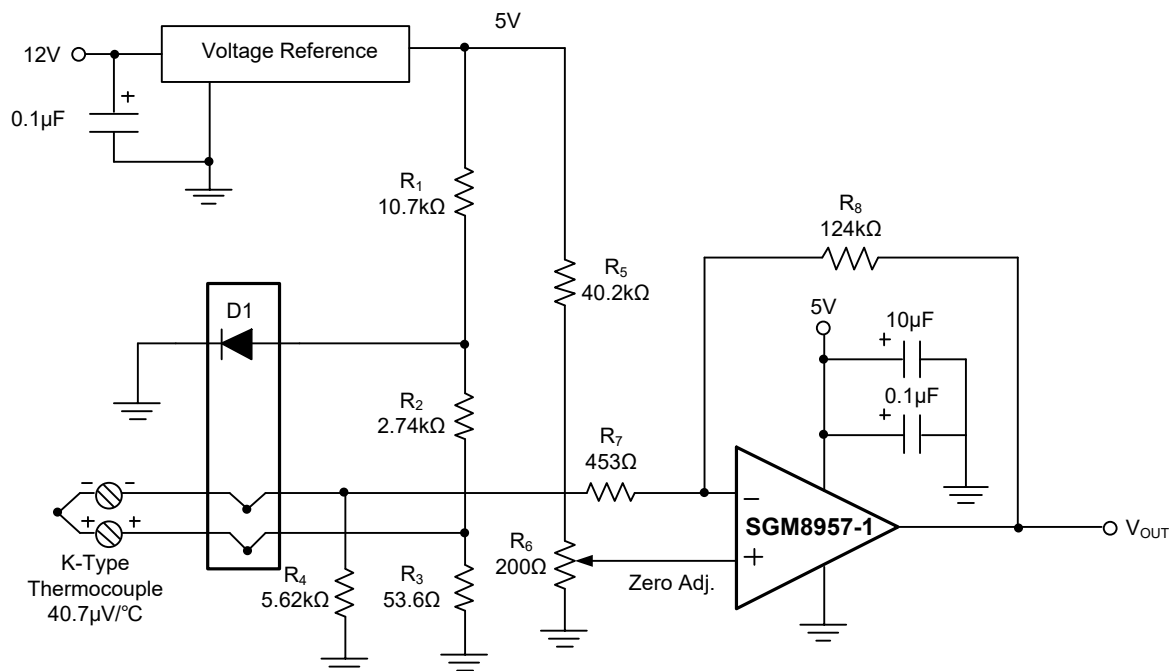 5V
12V
Voltage Reference
+
0.1µF
R1
10.7kΩ
R8
124kΩ
R5
40.2kΩ
D1
5V
10µF
+
0.1µF
+
R2
2.74kΩ
R7
453Ω
− −
+ +
−
SGM8957-1
+
VOUT
K-Type
Thermocouple
40.7µV/°C
R4
5.62kΩ
R3
53.6Ω
R6
200Ω
Zero Adj.